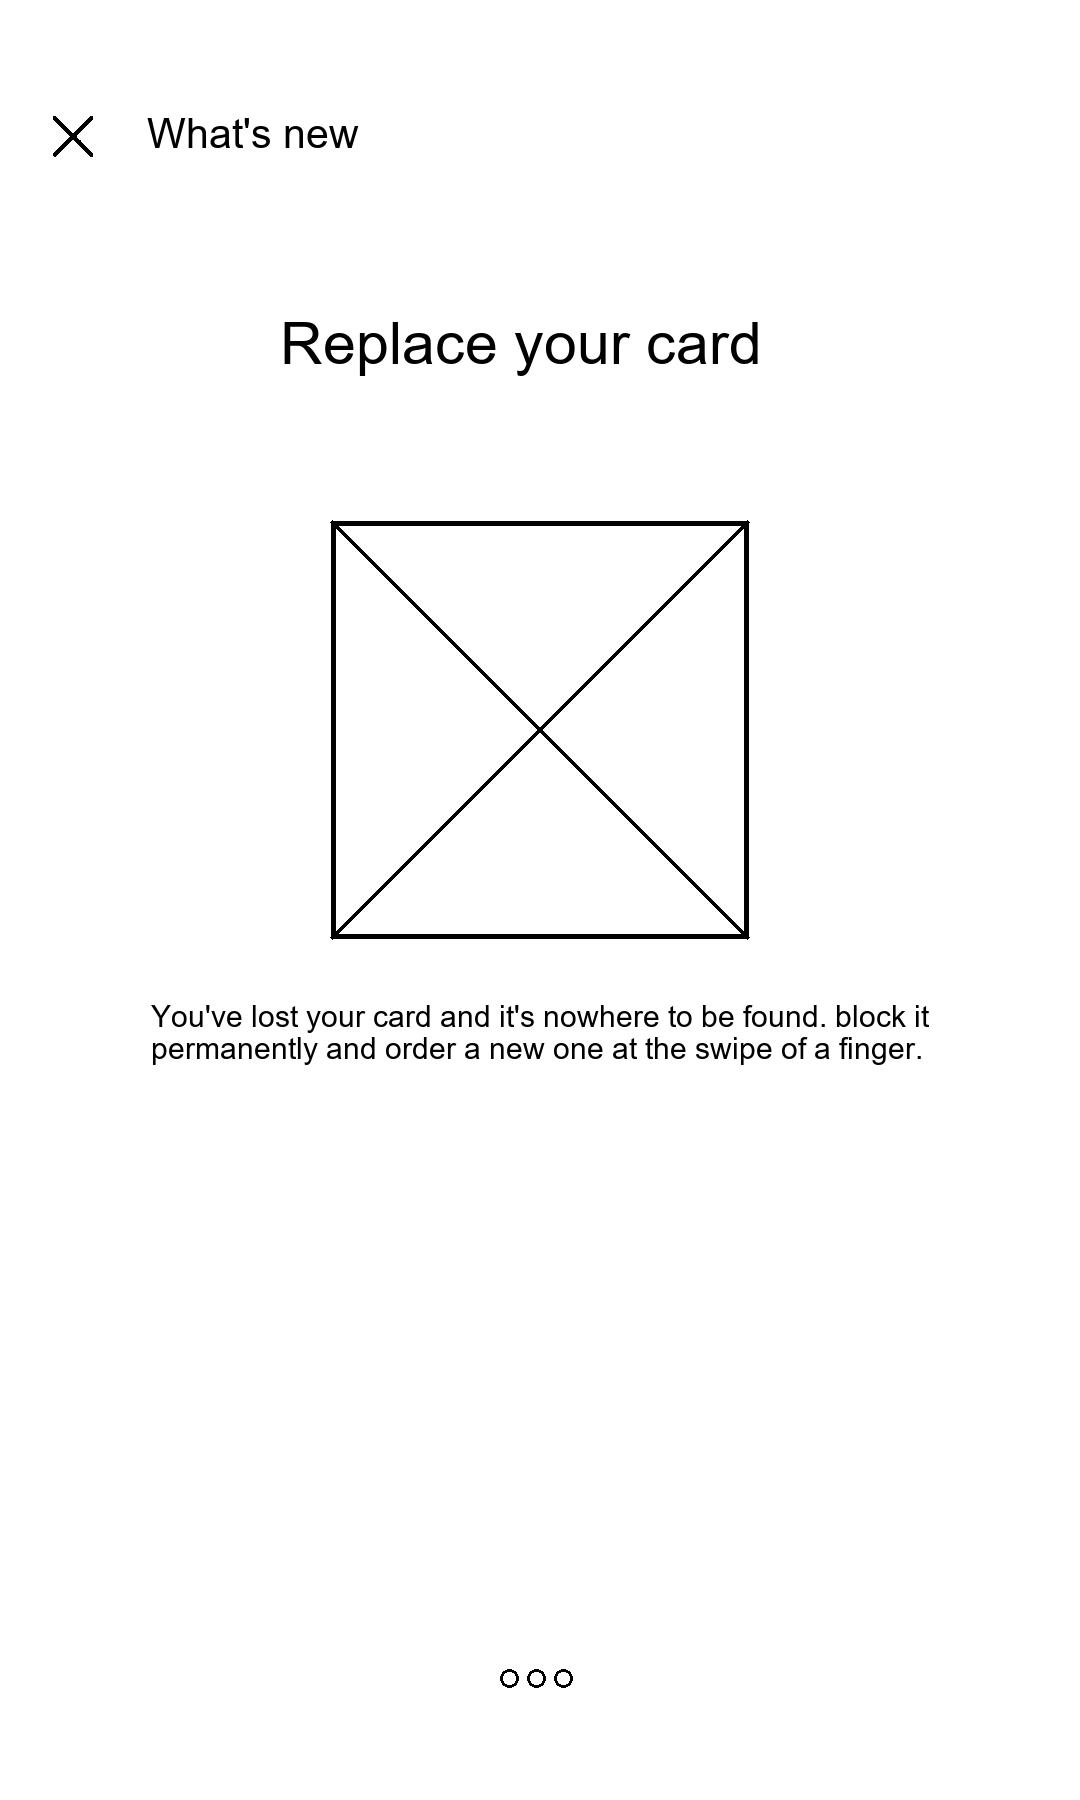 What's new
Replace your card
You've lost your card and it's nowhere to be found. block it
permanently and order a new one at the swipe of a finger.